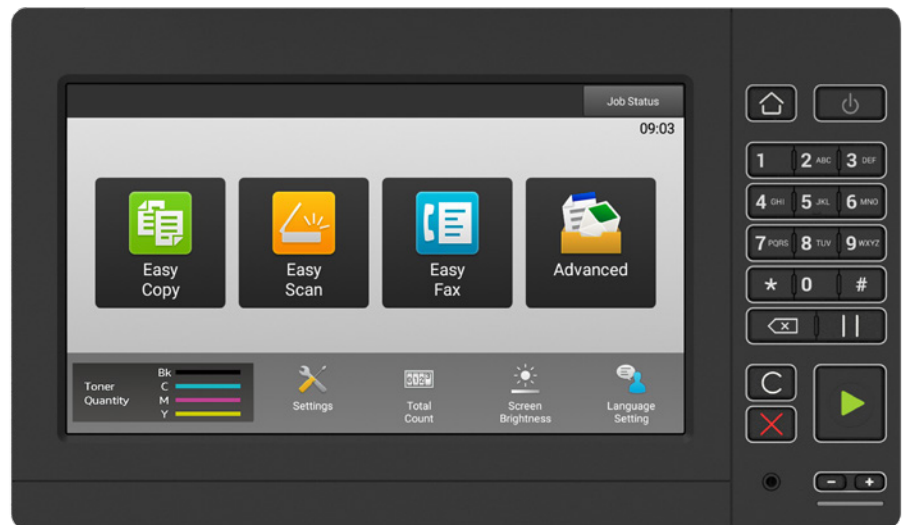 Job Status
09:03
Easy
Copy
Easy
Scan
Easy
Fax
Advanced
Toner
Quantity
Bk
C
M
Y
Settings
Total
Count
Screen
Brightness
Language
Setting
1 2 ABC 3 DEF
4 GHI 5 JKL 6 MNO
7 PQRS 8 TUV 9 WXYZ
* 0 #
C
- +